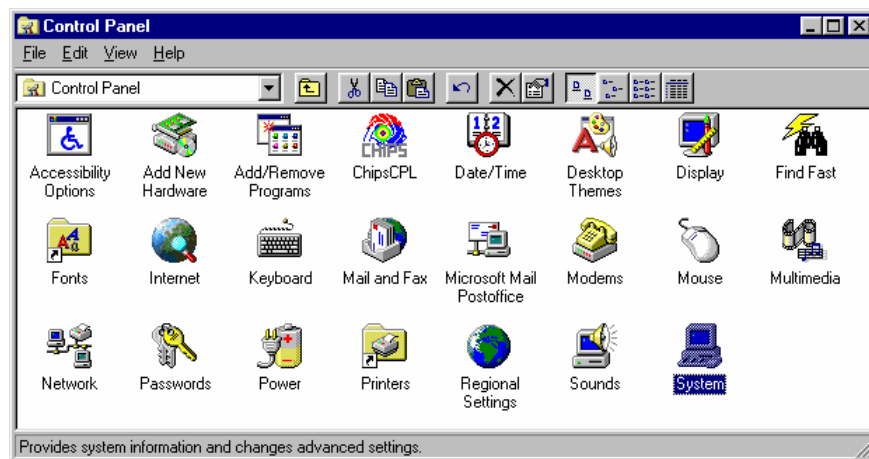 Control Panel
File Edit View Help
Control Panel
Accessibility Options
Add New Hardware
Add/Remove Programs
CHIPS
ChipsCPL
12
Date/Time
Desktop Themes
Display
Find Fast
Fonts
Internet
Keyboard
Mail and Fax
Microsoft Mail Postoffice
Modems
Mouse
Multimedia
Network
Passwords
Power
Printers
Regional Settings
Sounds
System
Provides system information and changes advanced settings.